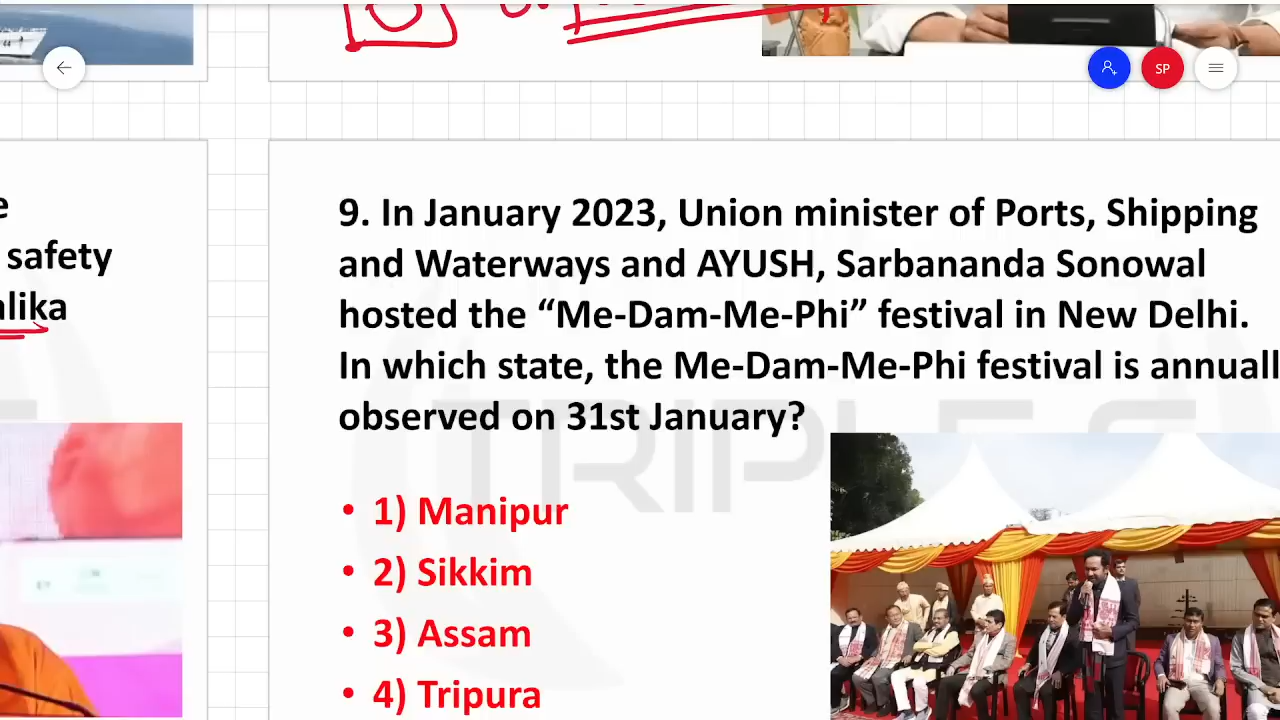 SP
e
safety
alika
9. In January 2023, Union minister of Ports, Shipping
and Waterways and AYUSH, Sarbananda Sonowal
hosted the “Me-Dam-Me-Phi” festival in New Delhi.
In which state, the Me-Dam-Me-Phi festival is annuall
observed on 31st January?
TRIPLE S
• 1) Manipur
• 2) Sikkim
• 3) Assam
• 4) Tripura